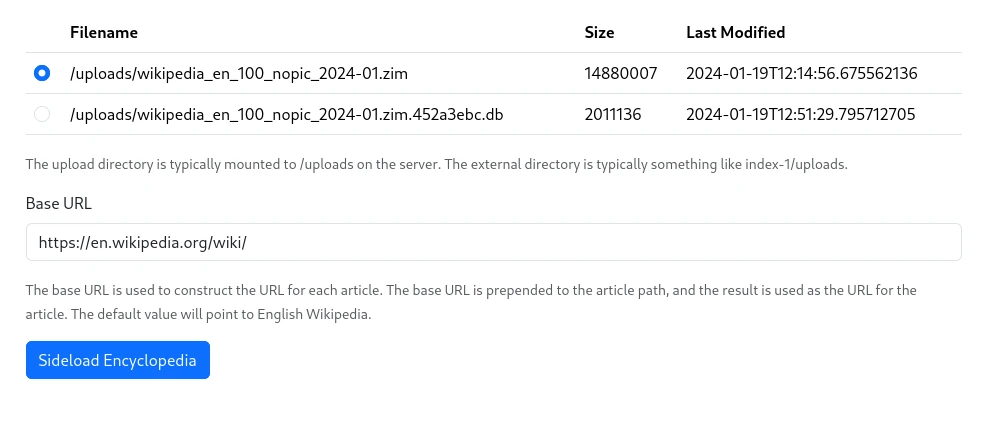 Filename Size Last Modified
/uploads/wikipedia_en_100_nopic_2024-01.zim 14880007 2024-01-19T12:14:56.675562136
/uploads/wikipedia_en_100_nopic_2024-01.zim.452a3ebc.db 2011136 2024-01-19T12:51:29.795712705
The upload directory is typically mounted to /uploads on the server. The external directory is typically something like index-1/uploads.
Base URL
https://en.wikipedia.org/wiki/
The base URL is used to construct the URL for each article. The base URL is prepended to the article path, and the result is used as the URL for the
article. The default value will point to English Wikipedia.
Sideload Encyclopedia